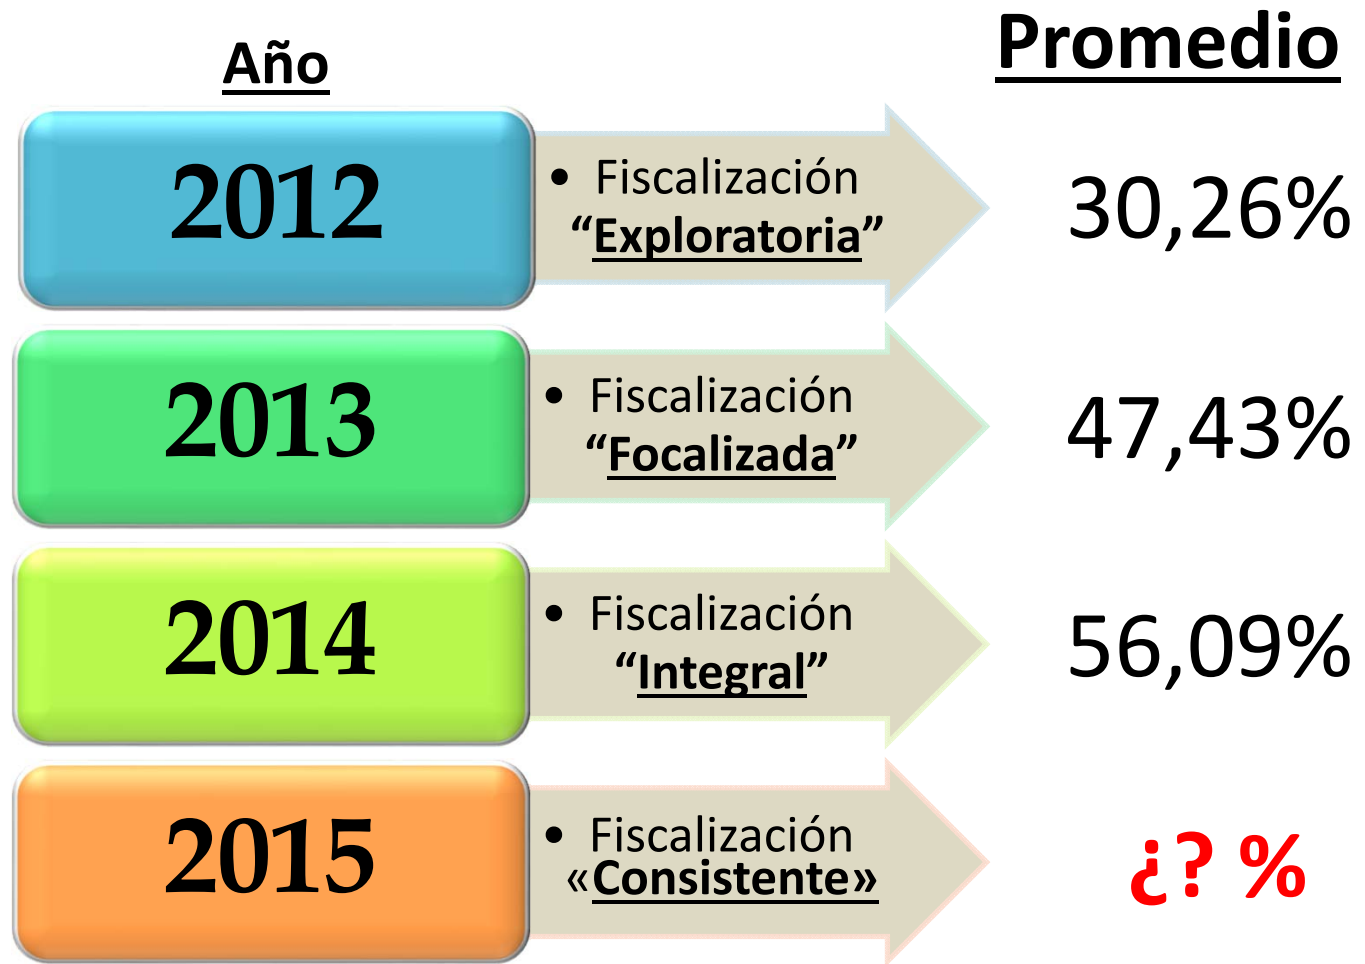 Año
Promedio
2012
• Fiscalización
“Exploratoria”
30,26%
2013
• Fiscalización
“Focalizada”
47,43%
2014
• Fiscalización
“Integral”
56,09%
2015
• Fiscalización
«Consistente»
¿? %